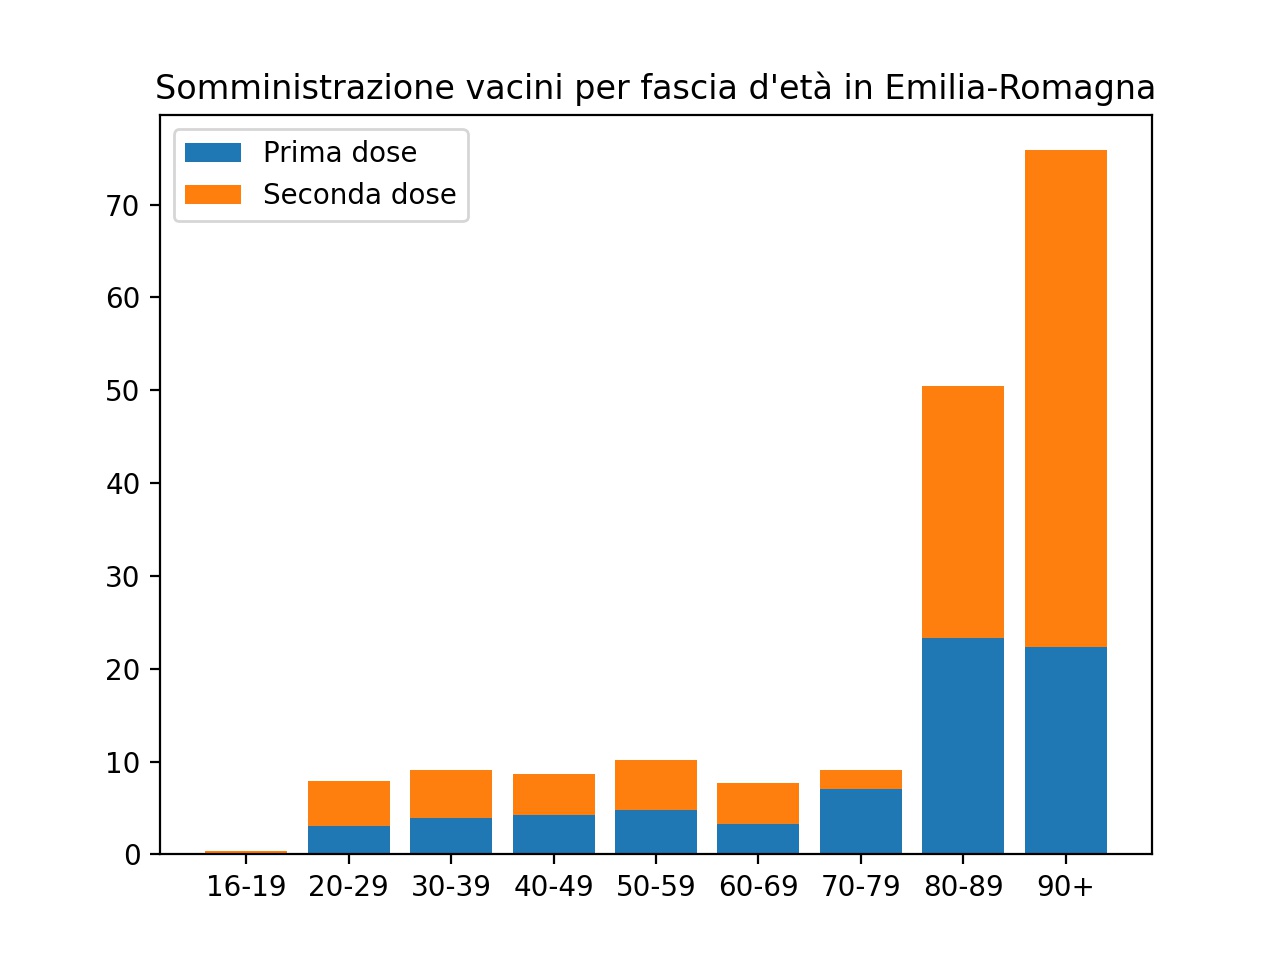 Somministrazione vacini per fascia d'età in Emilia-Romagna
Prima dose
Seconda dose
70
60
50
40
30
20
10
0
16-19 20-29 30-39 40-49 50-59 60-69 70-79 80-89 90+